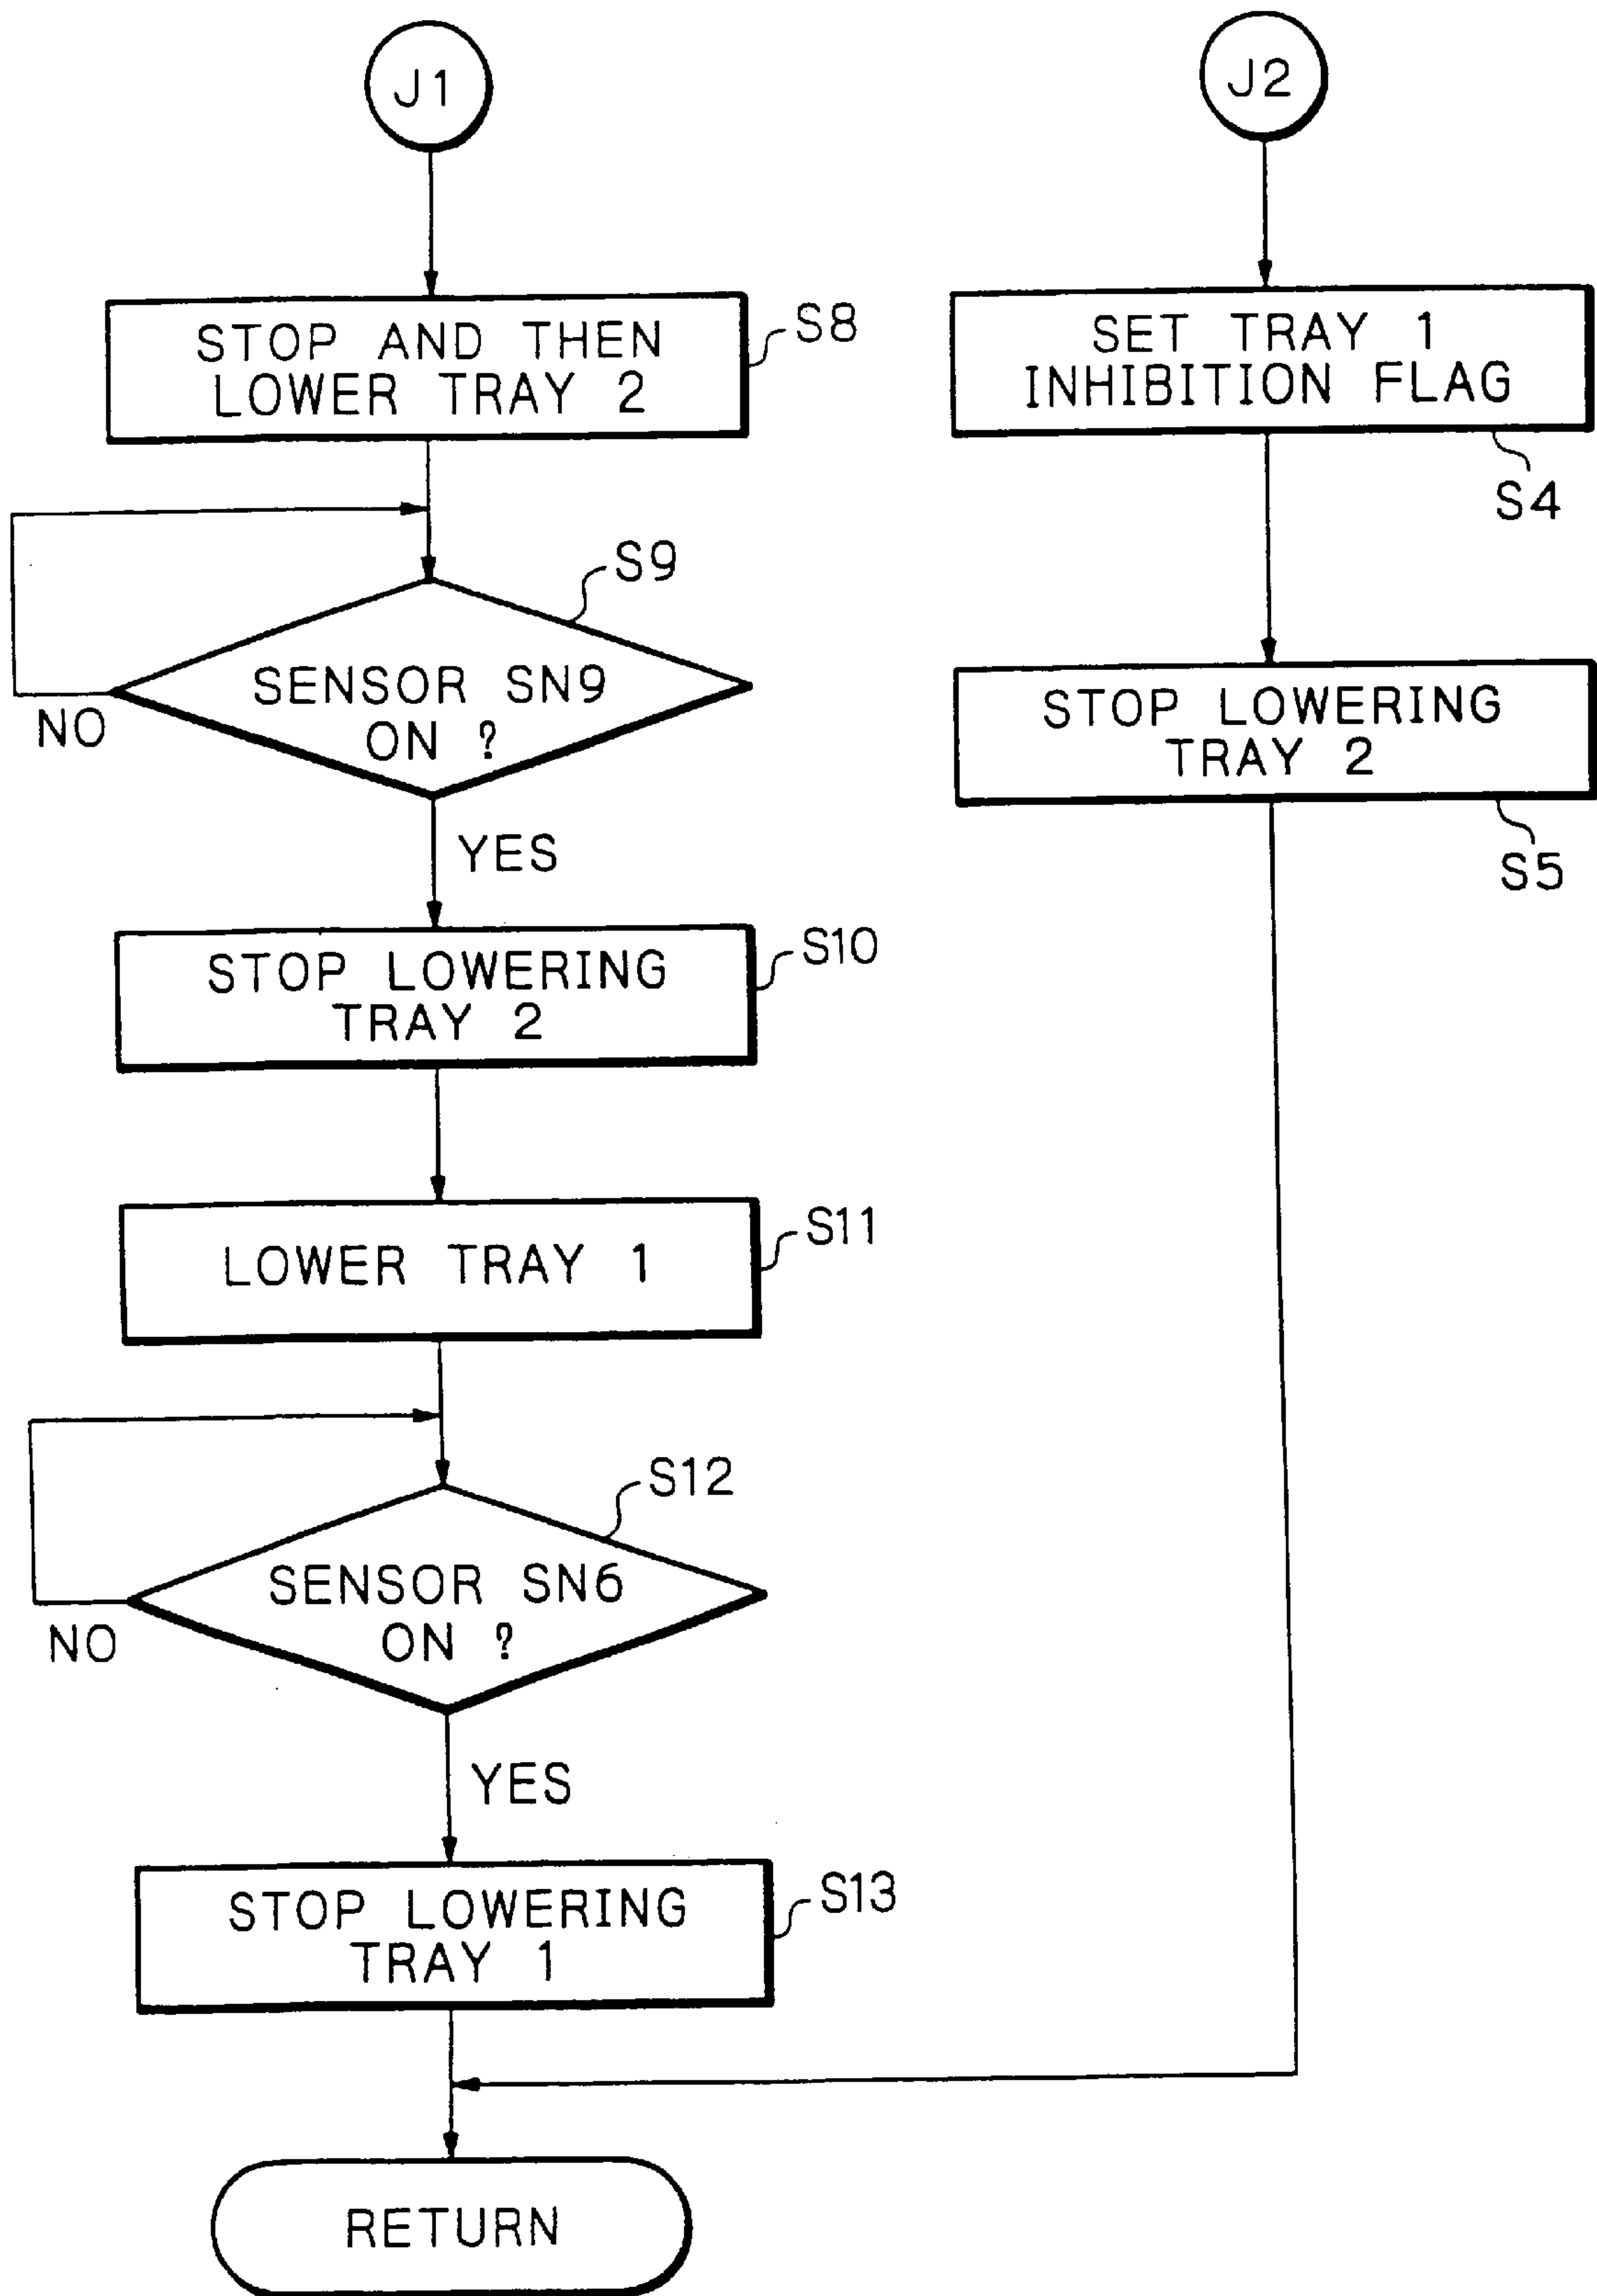 J1
STOP AND THEN
LOWER TRAY 2
S8
S9
SENSOR SN9
ON ?
NO
YES
STOP LOWERING
TRAY 2
S10
LOWER TRAY 1
S11
S12
SENSOR SN6
ON ?
NO
YES
STOP LOWERING
TRAY 1
S13
RETURN
J2
SET TRAY 1
INHIBITION FLAG
S4
STOP LOWERING
TRAY 2
S5